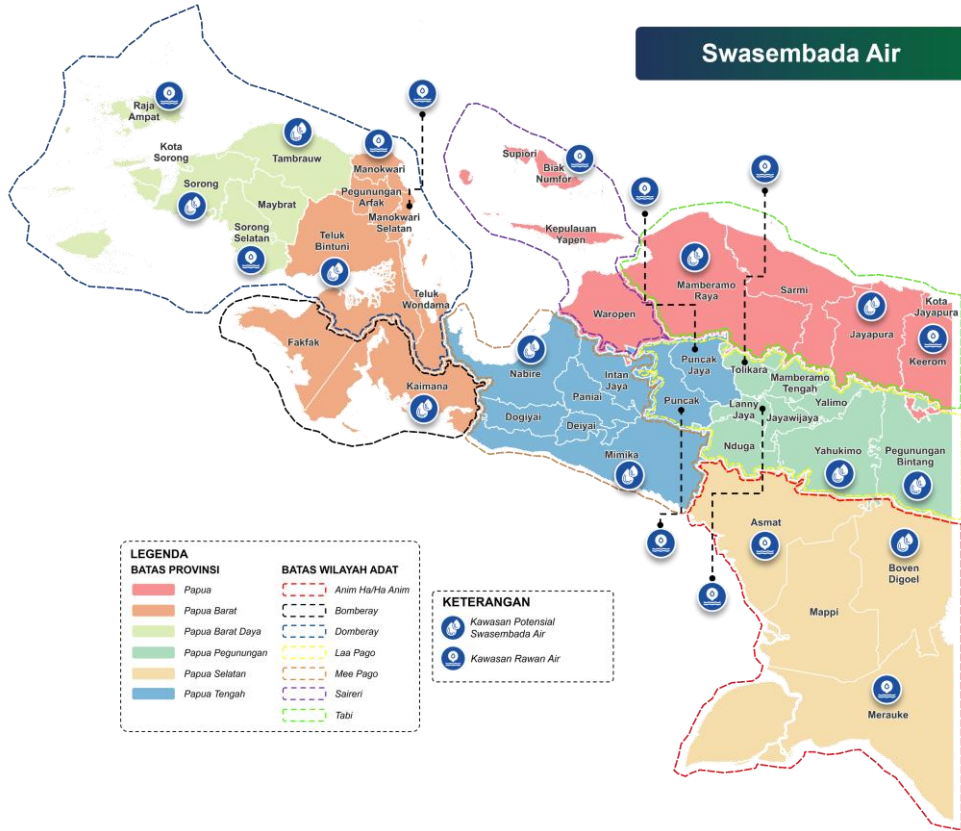 Swasembada Air
Raja
Ampat
Kota
Sorong
Tambrauw
Sorong
Maybrat
Sorong
Selatan
Manokwari
Pegunungan
Arfak
Manokwari
Selatan
Teluk
Bintuni
Teluk
Wondama
Fakfak
Kaimana
Supiori
Biak
Numfor
Kepulauan
Yapen
Waropen
Mamberamo
Raya
Sarmi
Jayapura
Kota
Jayapura
Keerom
Nabire
Intan
Jaya
Paniai
Dogiyai
Deiyai
Mimika
Puncak
Jaya
Puncak
Tolikara
Mamberamo
Tengah
Lanny
Jaya
Yalimo
Jayawijaya
Nduga
Yahukimo
Pegunungan
Bintang
Asmat
Boven
Digoel
Mappi
Merauke
LEGENDA
BATAS PROVINSI
Papua
Papua Barat
Papua Barat Daya
Papua Pegunungan
Papua Selatan
Papua Tengah
BATAS WILAYAH ADAT
Anim Ha/Ha Anim
Bomberay
Domberay
Laa Pago
Mee Pago
Saireri
Tabi
KETERANGAN
Kawasan Potensial
Swasembada Air
Kawasan Rawan Air